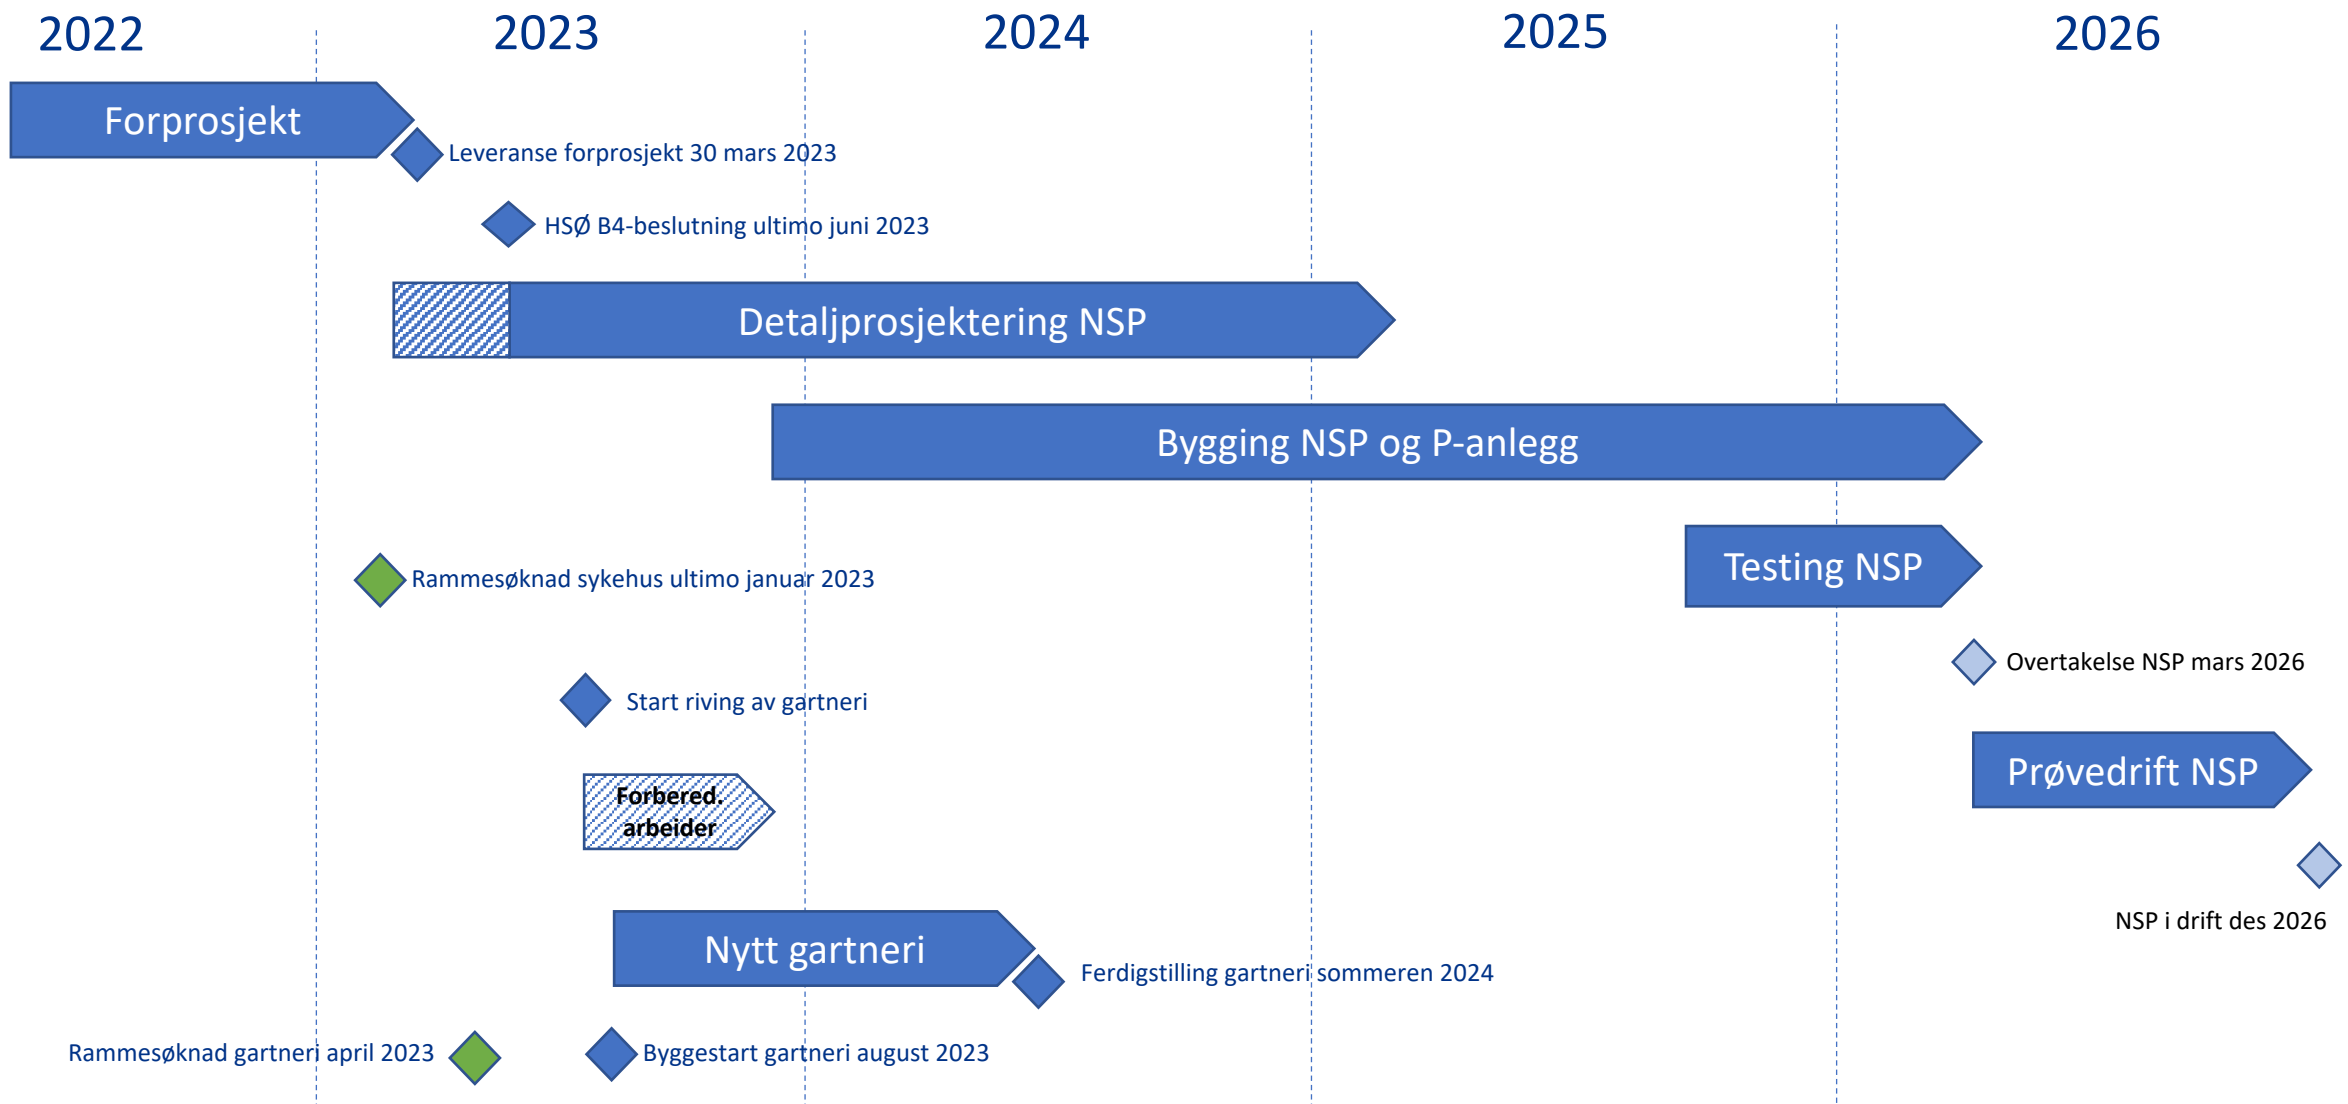 2022
2023
2024
2025
2026
Forprosjekt
Leveranse forprosjekt 30 mars 2023
HSØ B4-beslutning ultimo juni 2023
Detaljprosjektering NSP
Bygging NSP og P-anlegg
Testing NSP
Rammesøknad sykehus ultimo januar 2023
Overtakelse NSP mars 2026
Start riving av gartneri
Prøvedrift NSP
Forbered.
arbeider
NSP i drift des 2026
Nytt gartneri
Ferdigstilling gartneri sommeren 2024
Rammesøknad gartneri april 2023
Byggestart gartneri august 2023